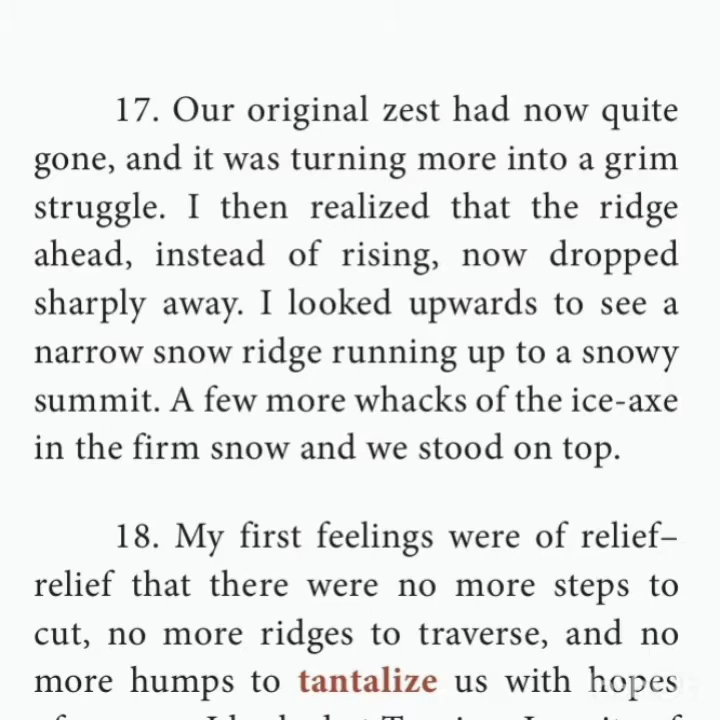 17. Our original zest had now quite
gone, and it was turning more into a grim
struggle. I then realized that the ridge
ahead, instead of rising, now dropped
sharply away. I looked upwards to see a
narrow snow ridge running up to a snowy
summit. A few more whacks of the ice-axe
in the firm snow and we stood on top.
18. My first feelings were of relief–
relief that there were no more steps to
cut, no more ridges to traverse, and no
more humps to tantalize us with hopes